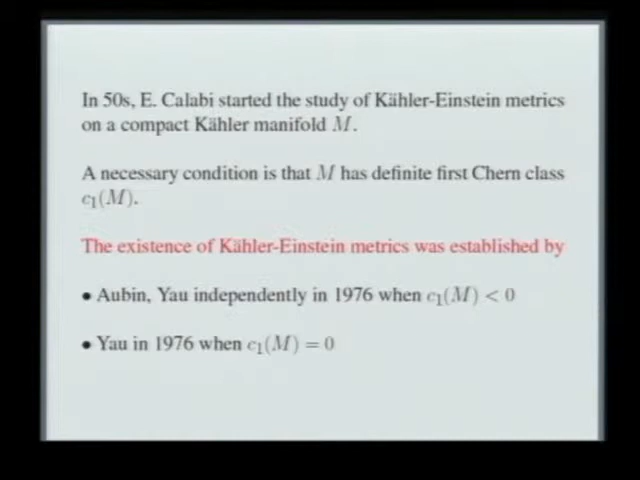 In 50s, E. Calabi started the study of Kähler-Einstein metrics
on a compact Kähler manifold M.
A necessary condition is that M has definite first Chern class
c₁(M).
The existence of Kähler-Einstein metrics was established by
• Aubin, Yau independently in 1976 when c₁(M) < 0
• Yau in 1976 when c₁(M) = 0